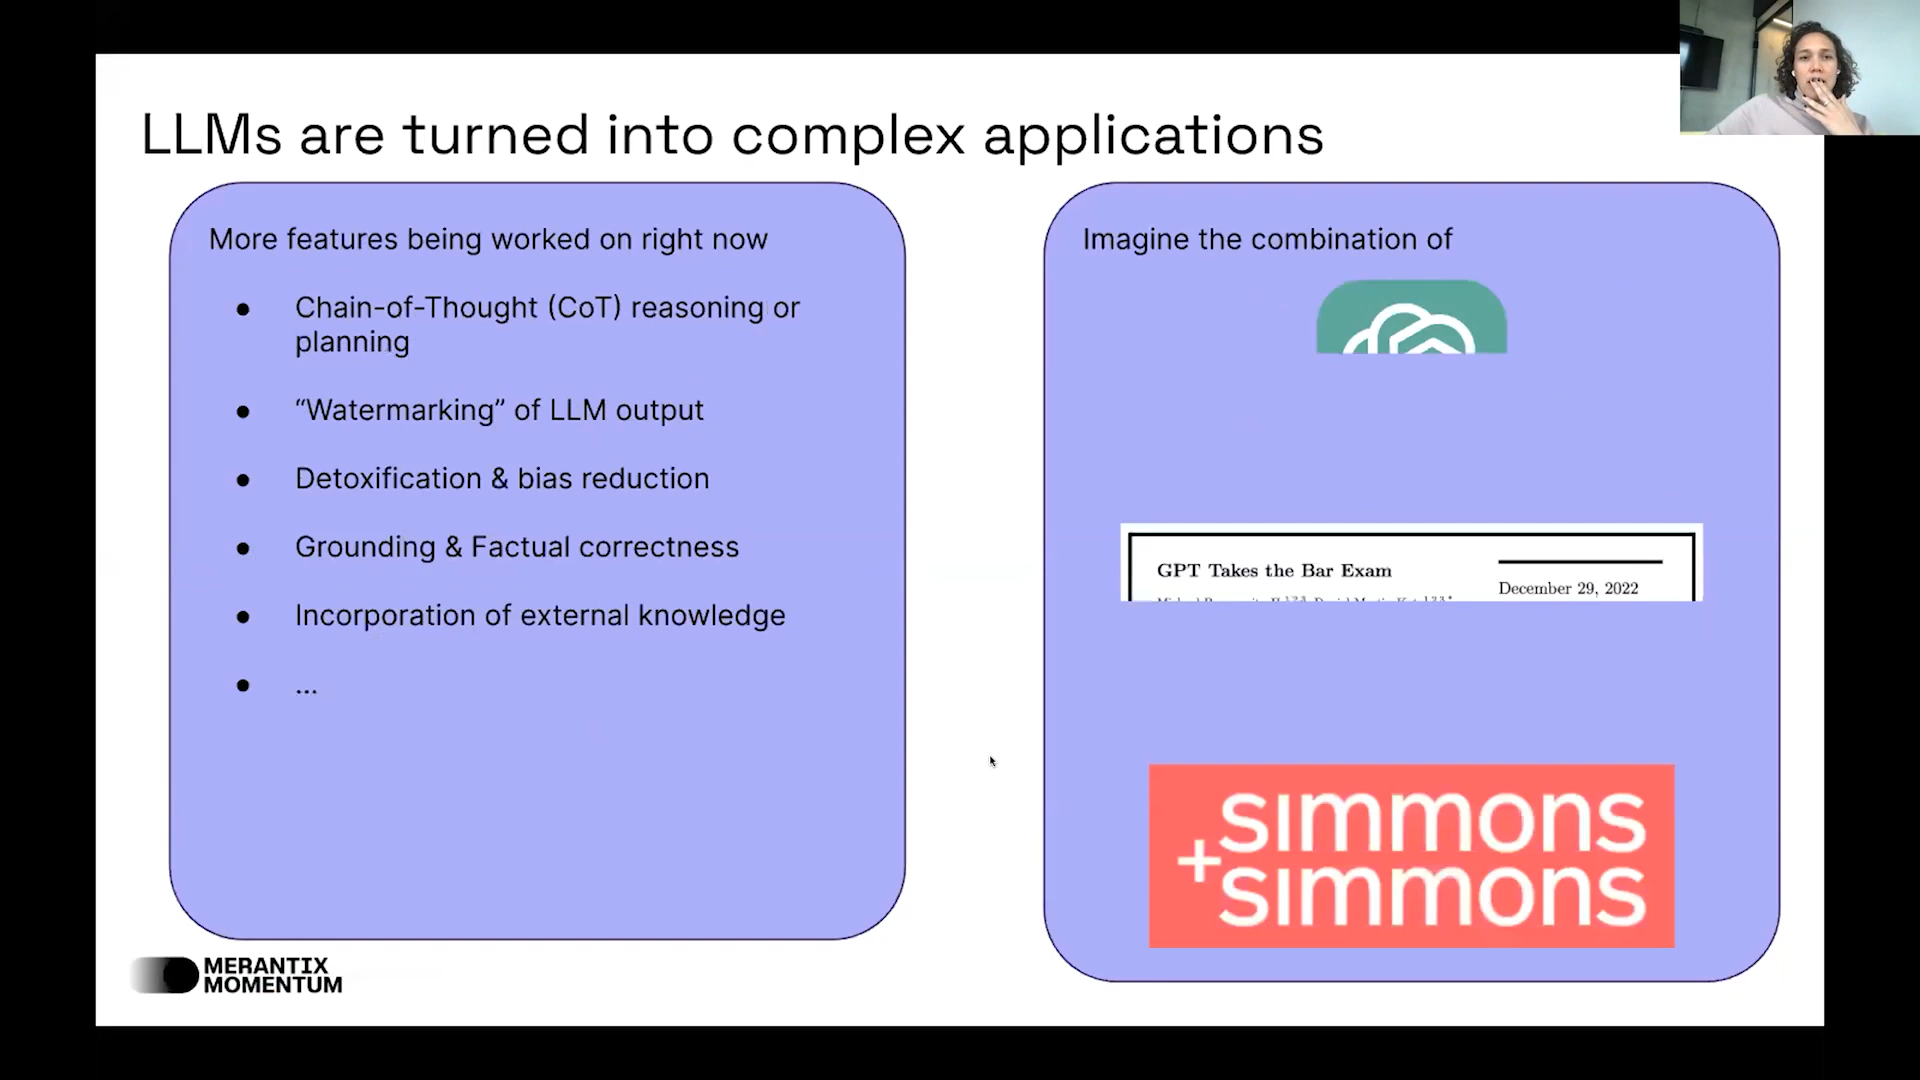 LLMs are turned into complex applications
More features being worked on right now
● Chain-of-Thought (CoT) reasoning or
planning
● “Watermarking” of LLM output
● Detoxification & bias reduction
● Grounding & Factual correctness
● Incorporation of external knowledge
● ...
Imagine the combination of
GPT Takes the Bar Exam
December 29, 2022
simmons
+simmons
MERANTIX
MOMENTUM